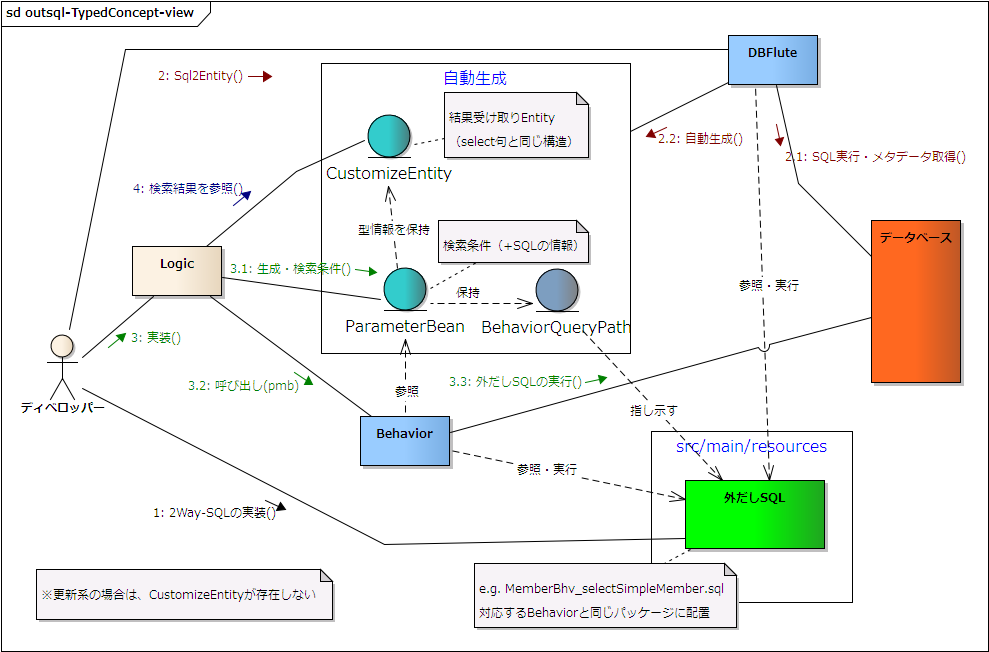 sd outsql-TypedConcept-view
DBFlute
2: Sql2Entity()
自動生成
結果受け取りEntity
（select句と同じ構造）
2.2: 自動生成()
2.1: SQL実行・メタデータ取得()
CustomizeEntity
4: 検索結果を参照()
型情報を保持
検索条件（+SQLの情報）
データベース
Logic
3.1: 生成・検索条件()
保持
参照・実行
ParameterBean
BehaviorQueryPath
3: 実装()
3.2: 呼び出し(pmb)
参照
3.3: 外だしSQLの実行()
ディベロッパー
指し示す
Behavior
src/main/resources
参照・実行
外だしSQL
1: 2Way-SQLの実装()
※更新系の場合は、CustomizeEntityが存在しない
e.g. MemberBhv_selectSimpleMember.sql
対応するBehaviorと同じパッケージに配置